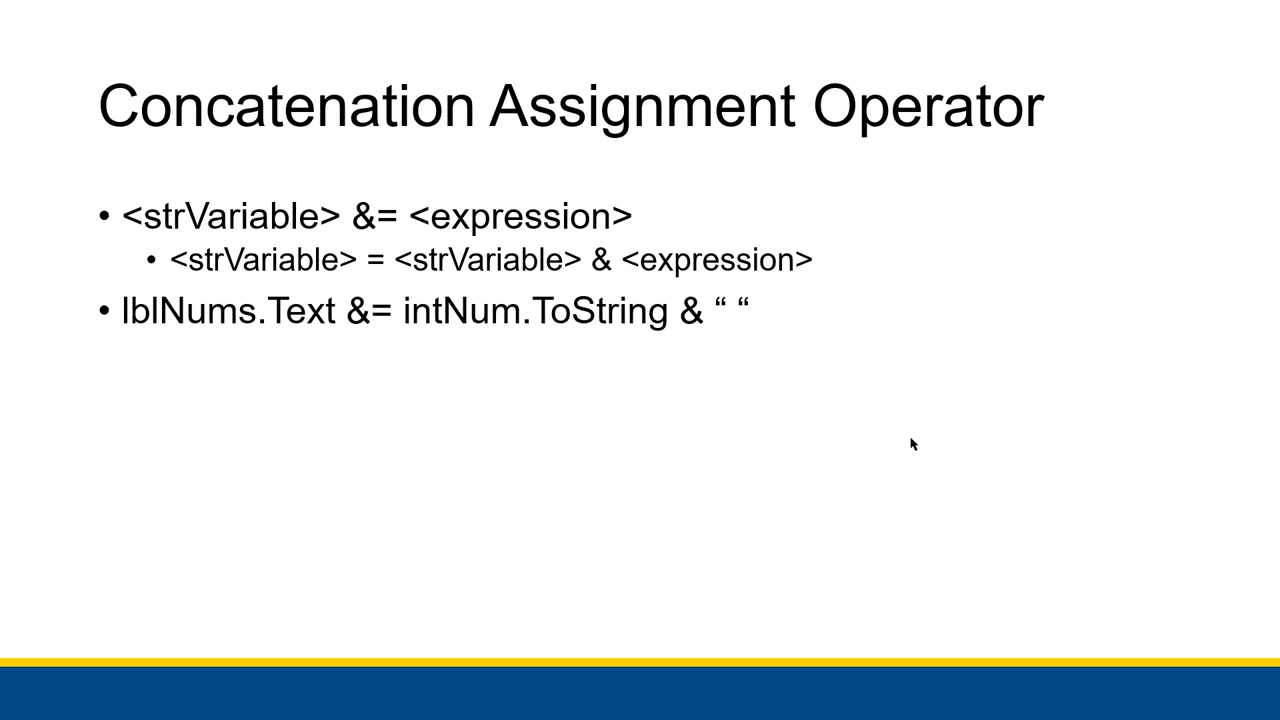 Concatenation Assignment Operator
• <strVariable> &= <expression>
• <strVariable> = <strVariable> & <expression>
• lblNums.Text &= intNum.ToString & “ “